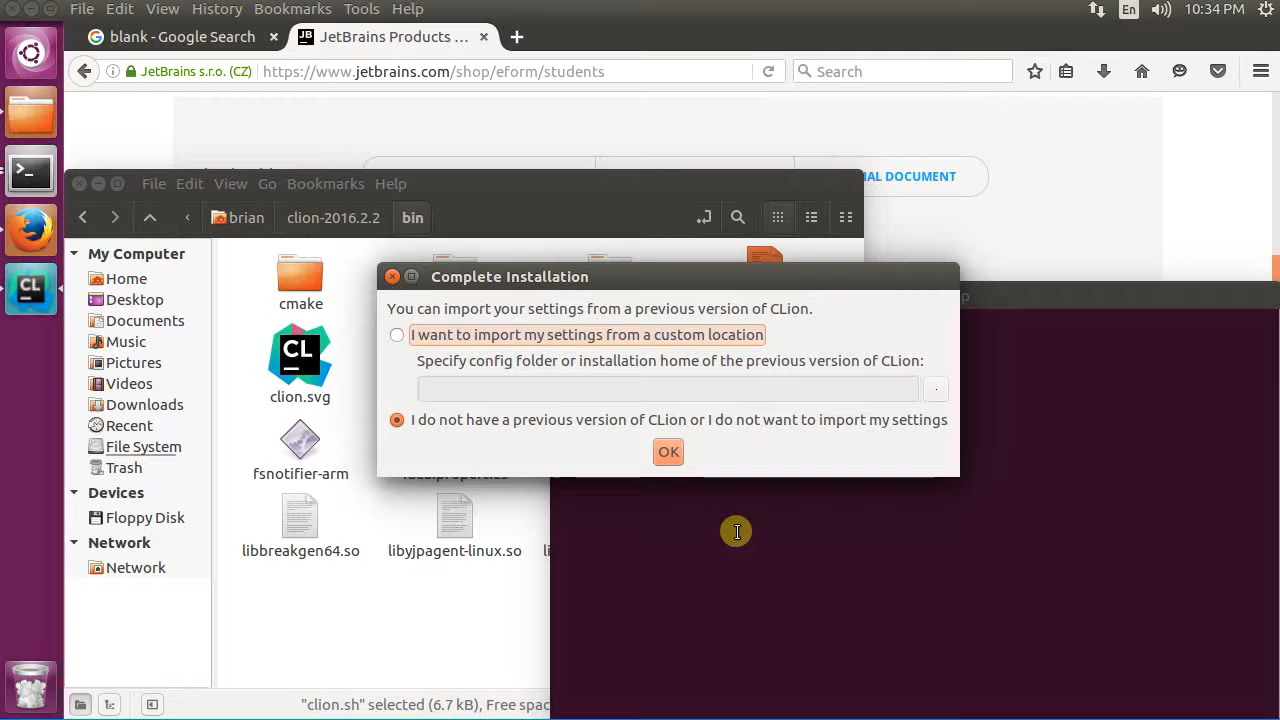 File Edit View History Bookmarks Tools Help
En
10:34 PM
blank - Google Search
JB
JetBrains Products ...
JetBrains s.r.o. (CZ)
https://www.jetbrains.com/shop/eform/students
Search
AL DOCUMENT
File Edit View Go Bookmarks Help
brian
clion-2016.2.2
bin
My Computer
Home
Desktop
Documents
Music
Pictures
Videos
Downloads
Recent
File System
Trash
Devices
Floppy Disk
Network
Network
cmake
CL
clion.svg
fsnotifier-arm
libbreakgen64.so
libyjpagent-linux.so
CL
Complete Installation
You can import your settings from a previous version of CLion.
I want to import my settings from a custom location
Specify config folder or installation home of the previous version of CLion:
I do not have a previous version of CLion or I do not want to import my settings
OK
"clion.sh" selected (6.7 kB), Free spac